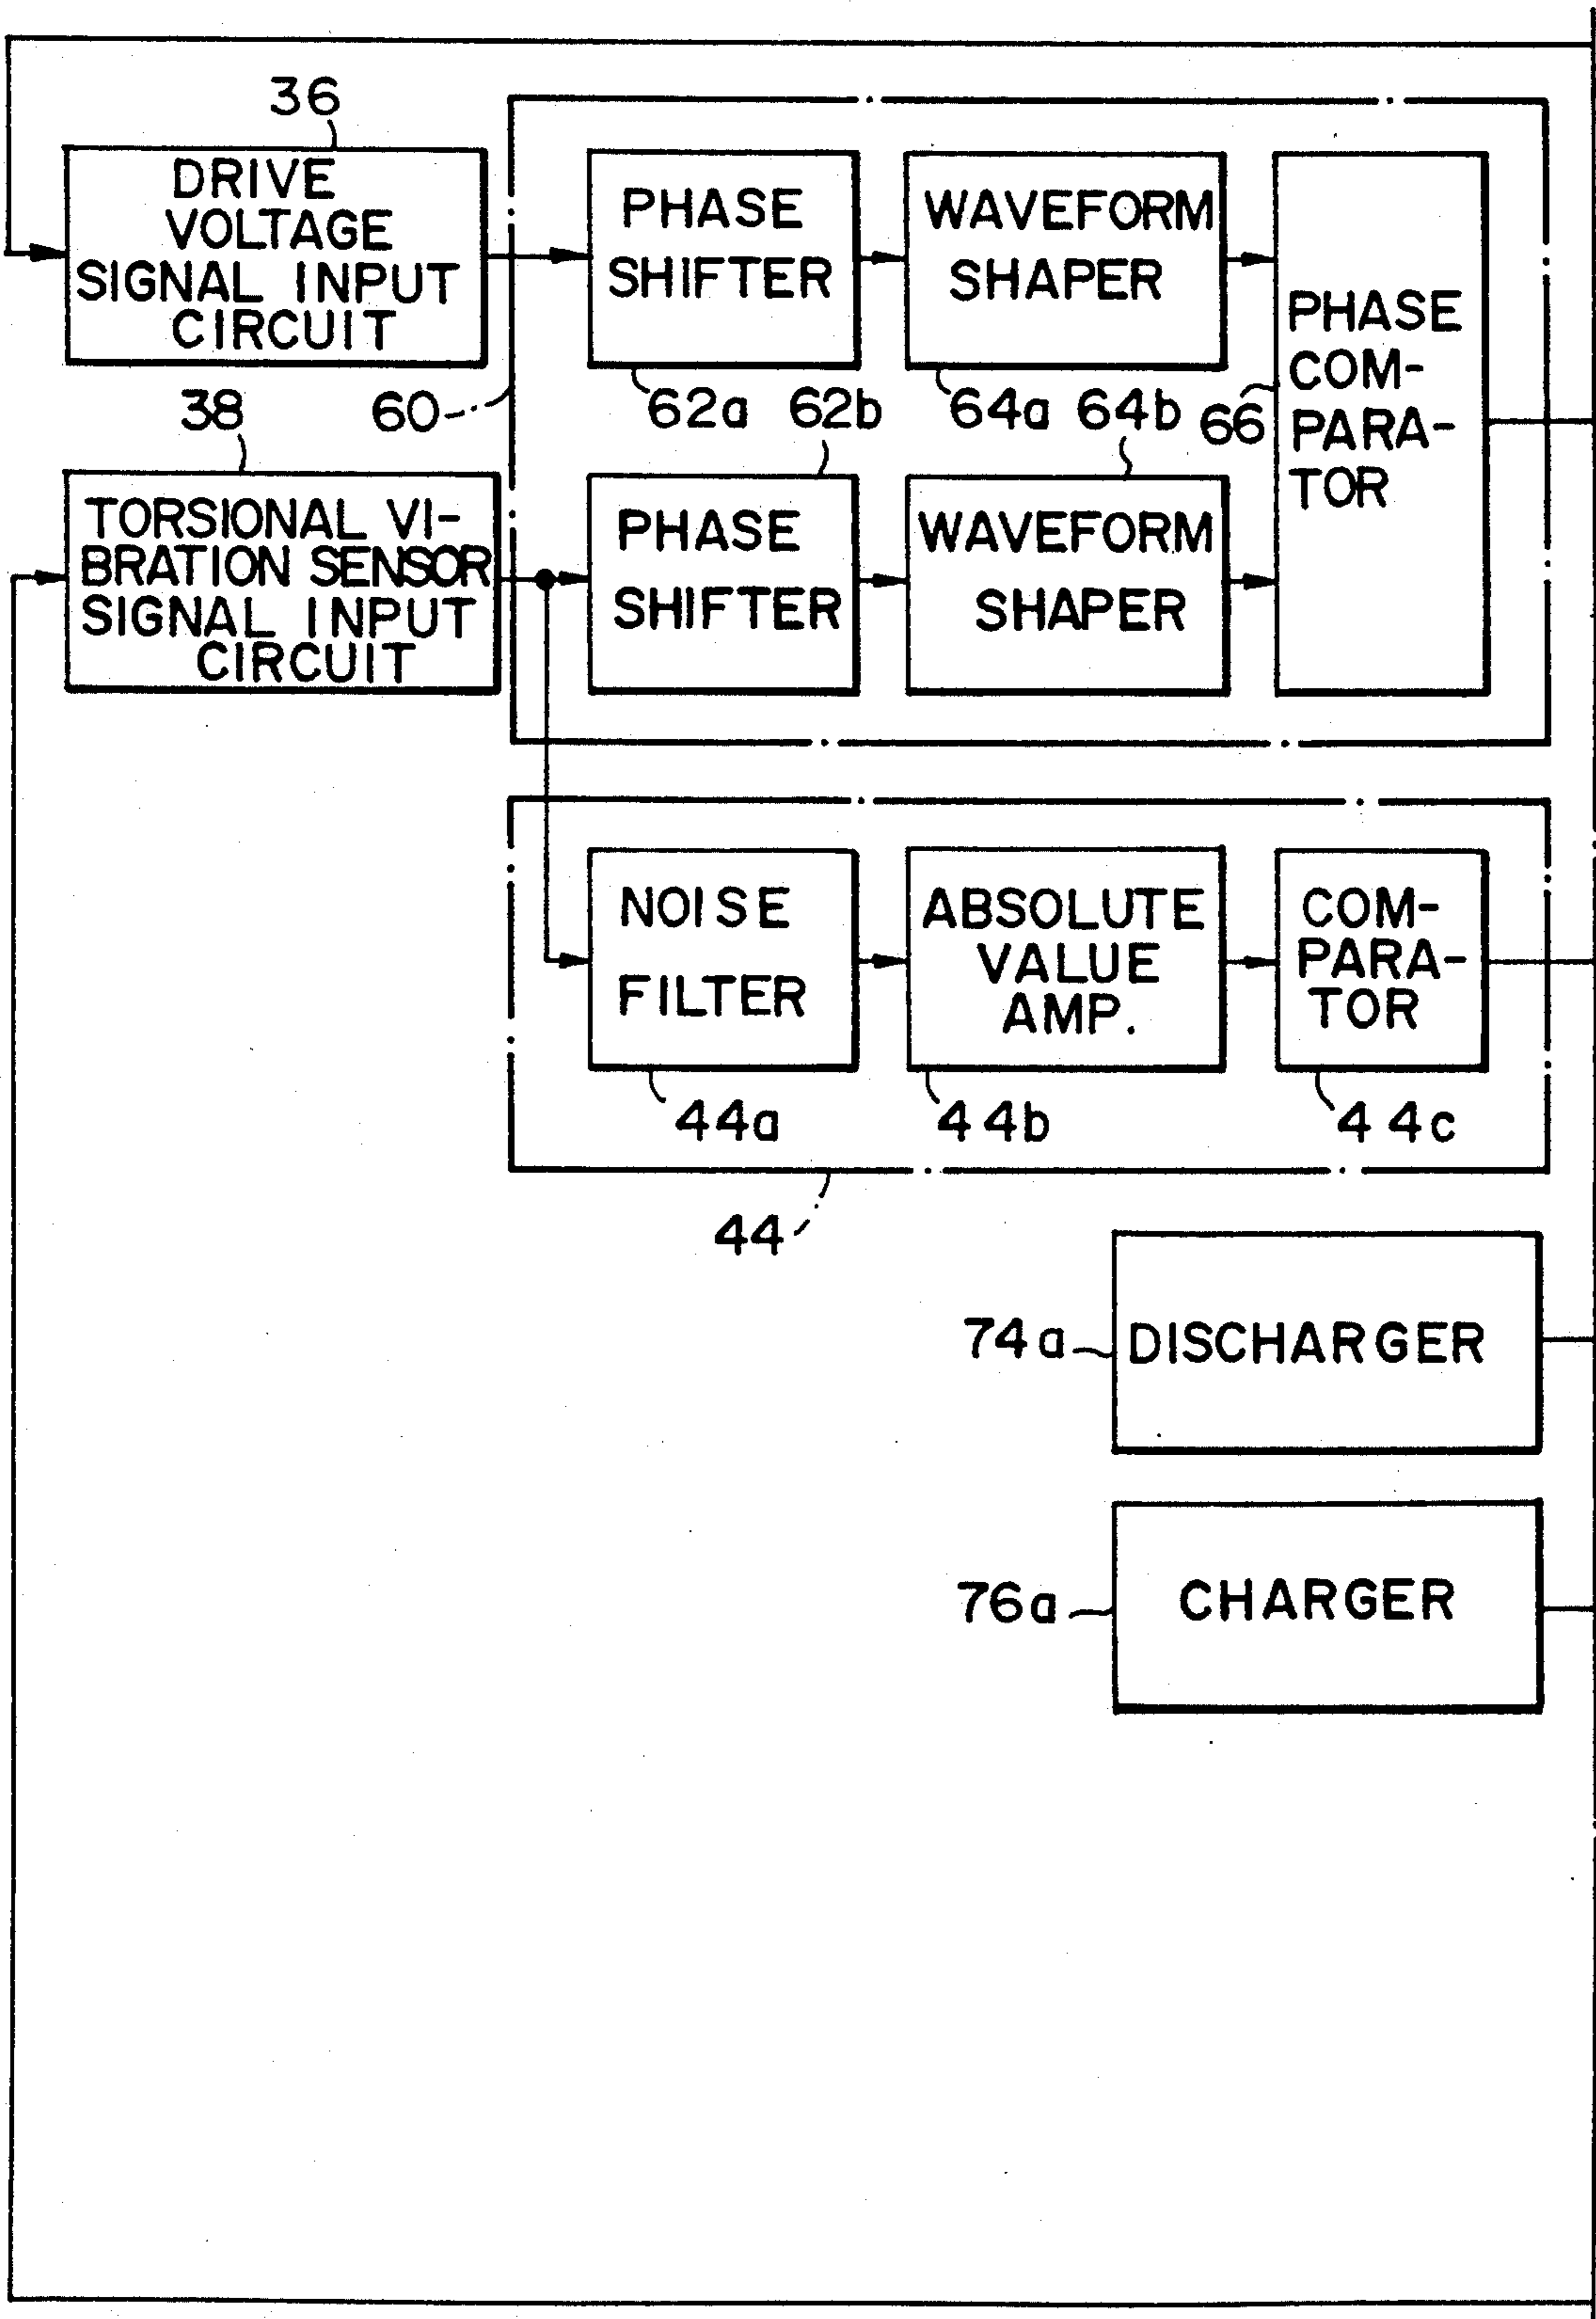 36
DRIVE
VOLTAGE
SIGNAL INPUT
CIRCUIT
PHASE
SHIFTER
WAVEFORM
SHAPER
PHASE
COM-
PARA-
TOR
38
60
62a
62b
64a
64b
66
TORSIONAL VI-
BRATION SENSOR
SIGNAL INPUT
CIRCUIT
PHASE
SHIFTER
WAVEFORM
SHAPER
NOISE
FILTER
ABSOLUTE
VALUE
AMP.
COM-
PARA-
TOR
44a
44b
44c
44
74a
DISCHARGER
76a
CHARGER